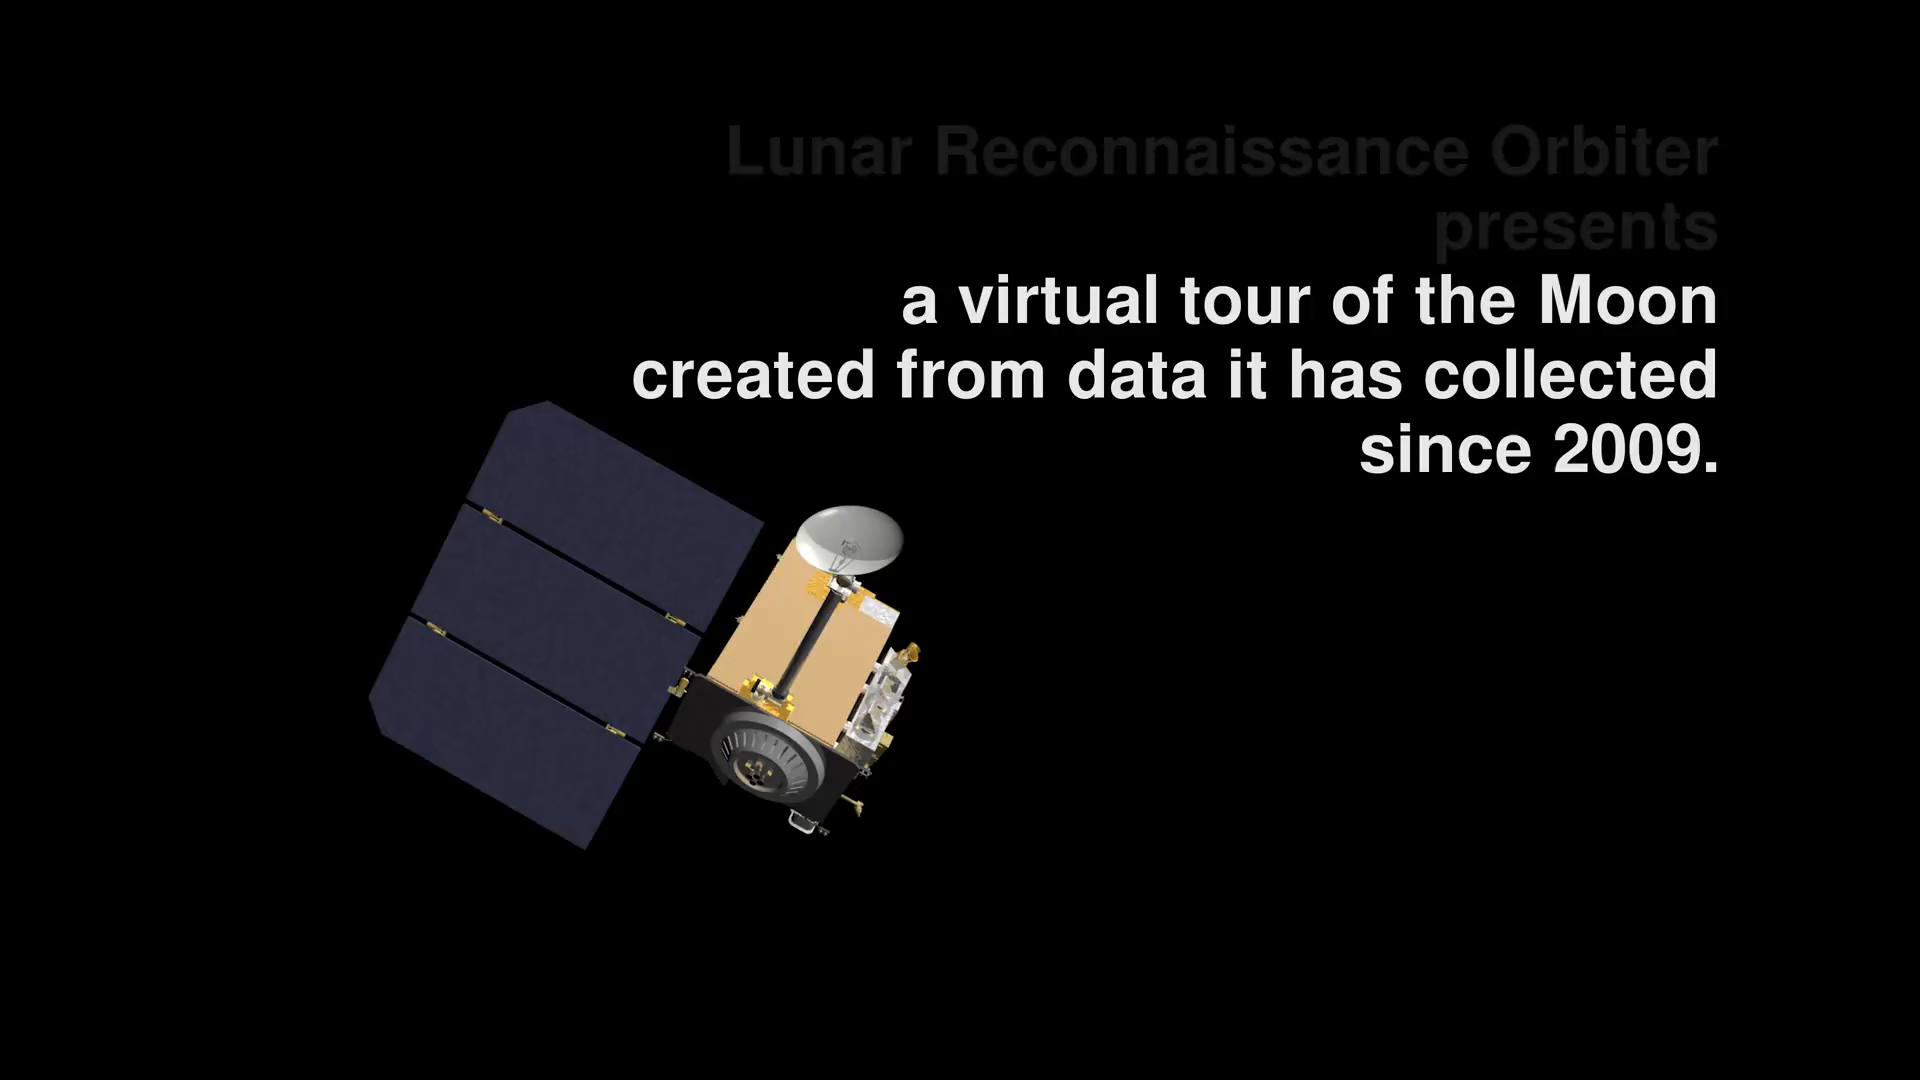 Lunar Reconnaissance Orbiter
presents
a virtual tour of the Moon
created from data it has collected
since 2009.